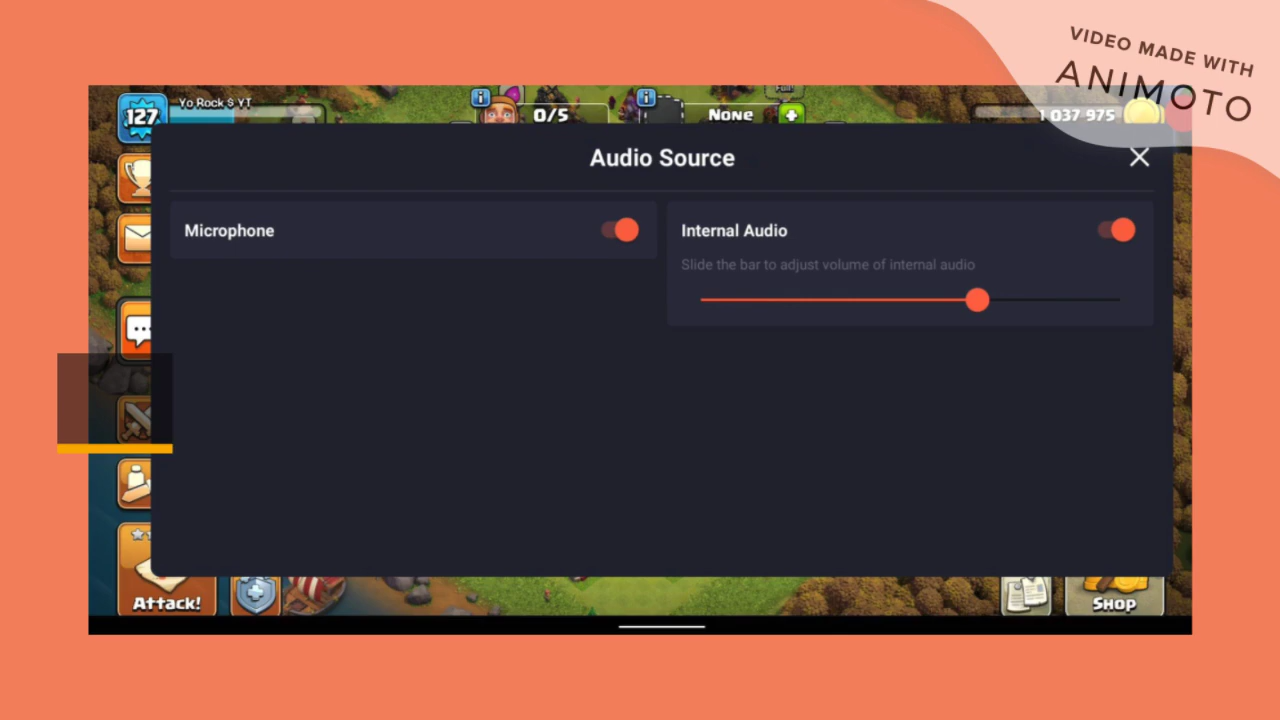 VIDEO MADE WITH
ANIMOTO
127
Yo Rock $ YT
0/5
None
Full!
1 037 975
Audio Source
Microphone
Internal Audio
Slide the bar to adjust volume of internal audio
Attack!
Shop